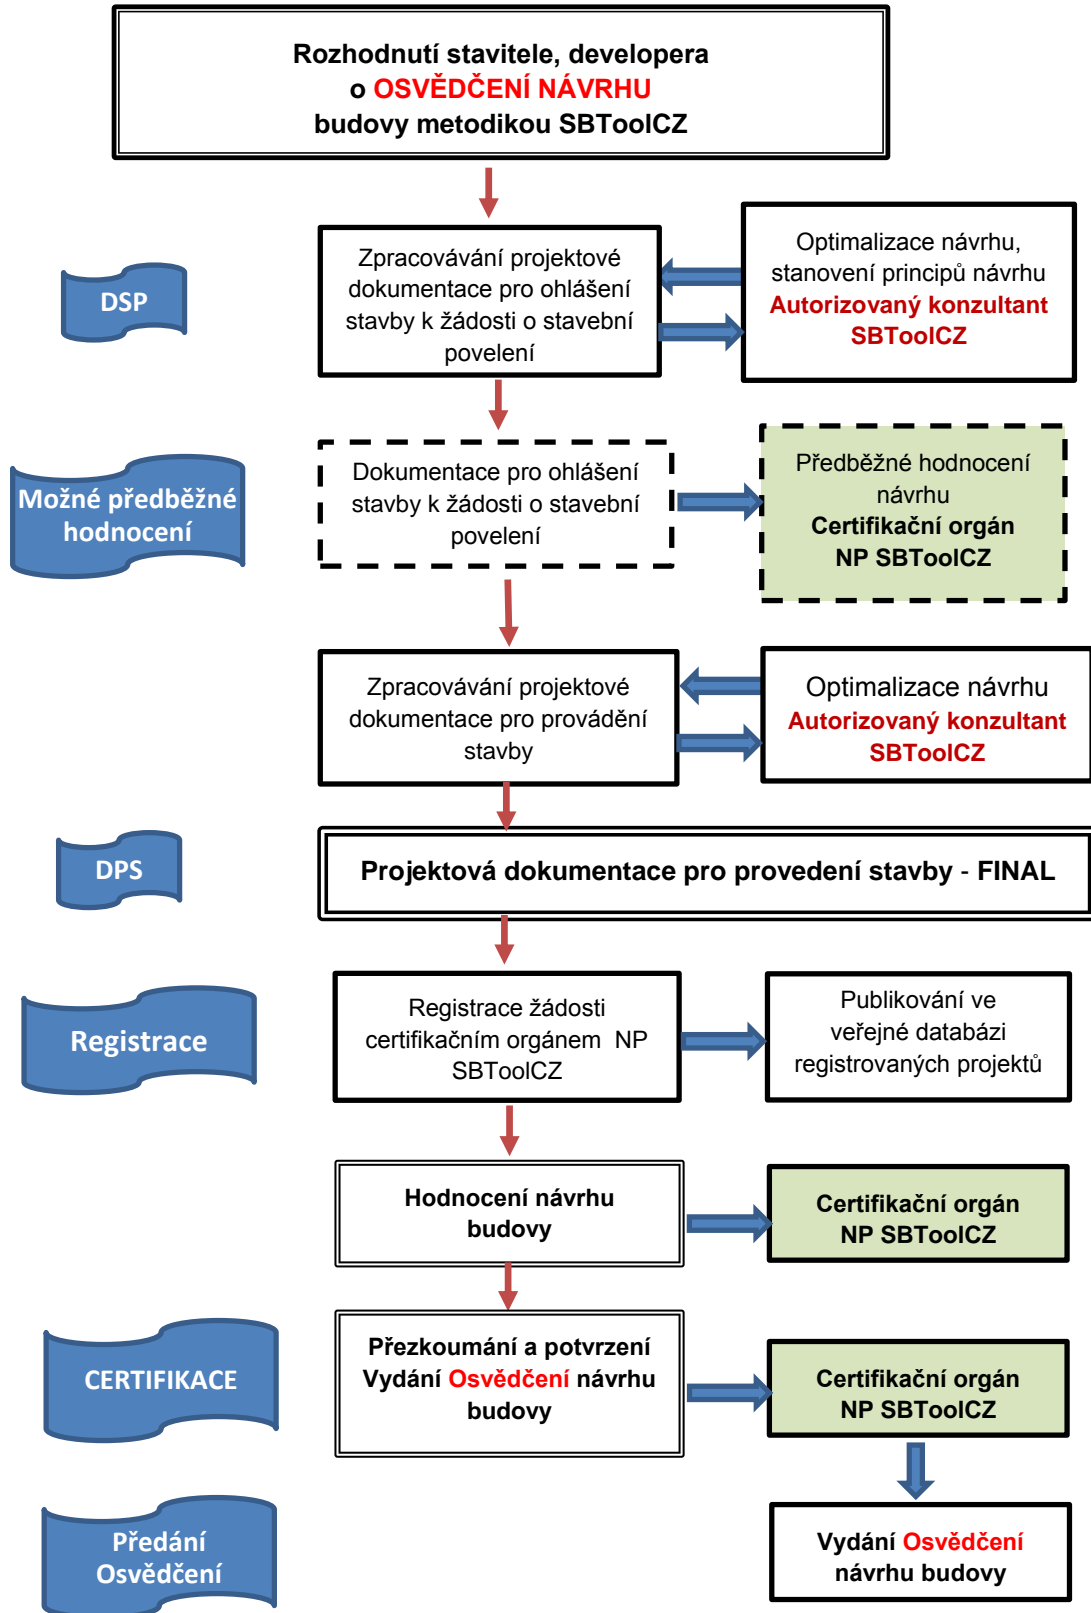 Rozhodnutí stavitele, developera
o OSVĚDČENÍ NÁVRHU
budovy metodikou SBToolCZ
DSP
Zpracovávání projektové
dokumentace pro ohlášení
stavby k žádosti o stavební
povelení
Optimalizace návrhu,
stanovení principů návrhu
Autorizovaný konzultant
SBToolCZ
Možné předběžné
hodnocení
Dokumentace pro ohlášení
stavby k žádosti o stavební
povelení
Předběžné hodnocení
návrhu
Certifikační orgán
NP SBToolCZ
Zpracovávání projektové
dokumentace pro provádění
stavby
Optimalizace návrhu
Autorizovaný konzultant
SBToolCZ
DPS
Projektová dokumentace pro provedení stavby - FINAL
Registrace
Registrace žádosti
certifikačním orgánem NP
SBToolCZ
Publikování ve
veřejné databázi
registrovaných projektů
Hodnocení návrhu
budovy
Certifikační orgán
NP SBToolCZ
CERTIFIKACE
Přezkoumání a potvrzení
Vydání Osvědčení návrhu
budovy
Certifikační orgán
NP SBToolCZ
Předání
Osvědčení
Vydání Osvědčení
návrhu budovy